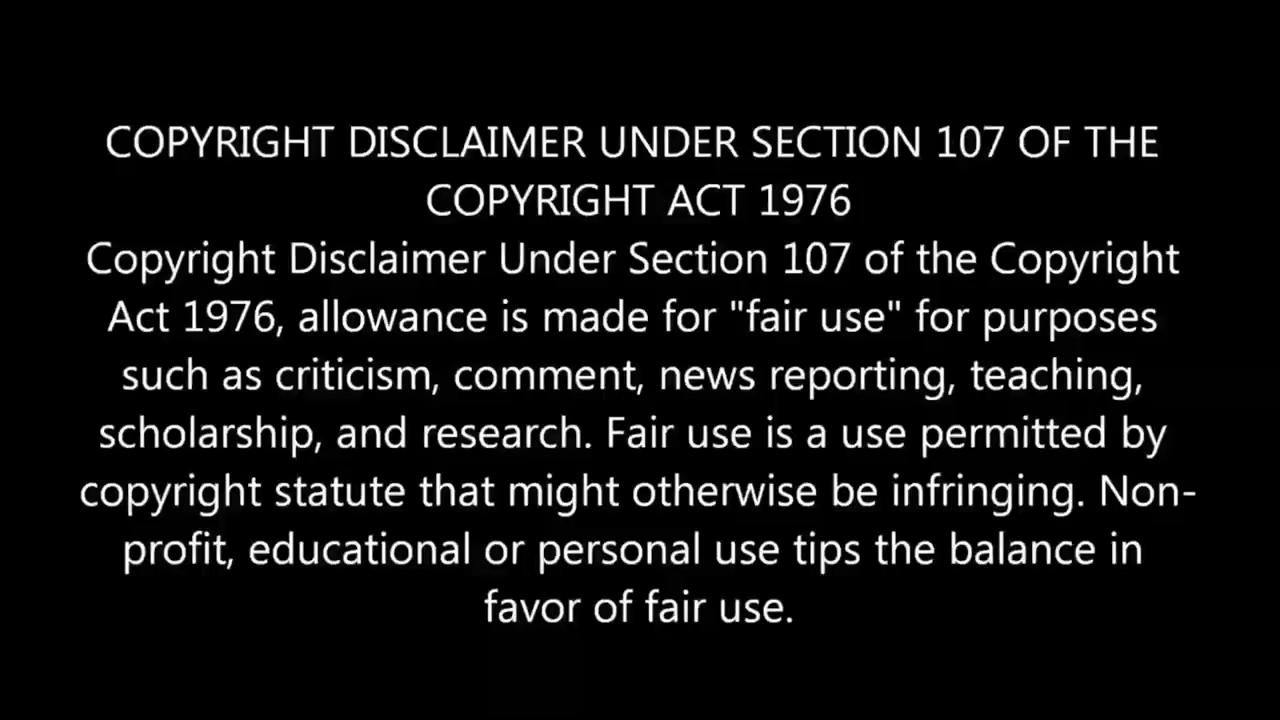 COPYRIGHT DISCLAIMER UNDER SECTION 107 OF THE
COPYRIGHT ACT 1976
Copyright Disclaimer Under Section 107 of the Copyright
Act 1976, allowance is made for "fair use" for purposes
such as criticism, comment, news reporting, teaching,
scholarship, and research. Fair use is a use permitted by
copyright statute that might otherwise be infringing. Non-
profit, educational or personal use tips the balance in
favor of fair use.